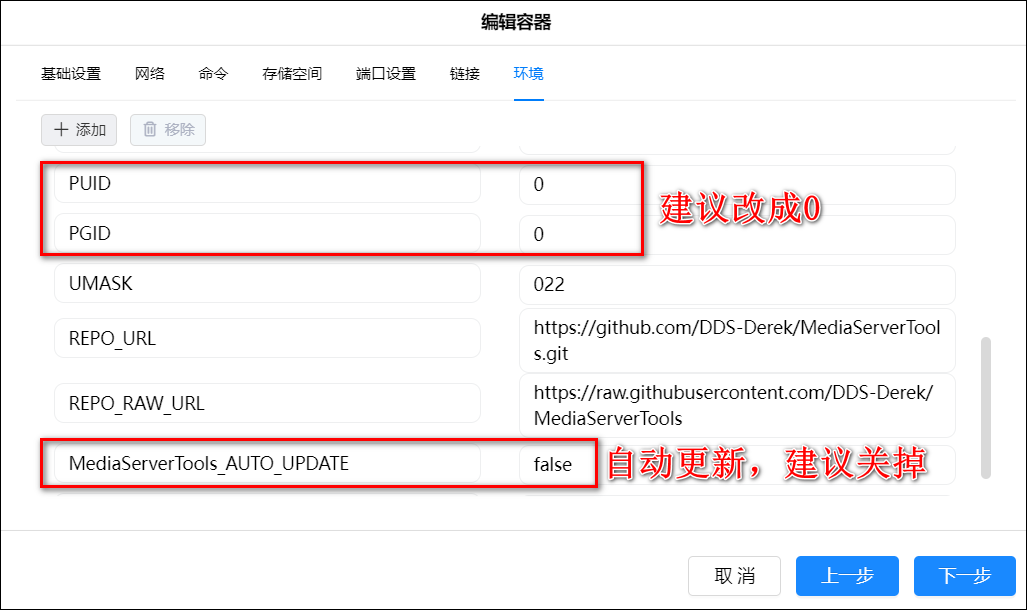 编辑容器
基础设置 网络 命令 存储空间 端口设置 链接 环境
添加 移除
PUID 0
建议改成0
PGID 0
UMASK 022
REPO_URL https://github.com/DDS-Derek/MediaServerTool
s.git
REPO_RAW_URL https://raw.githubusercontent.com/DDS-Derek/
MediaServerTools
MediaServerTools_AUTO_UPDATE false 自动更新，建议关掉
取消 上一步 下一步